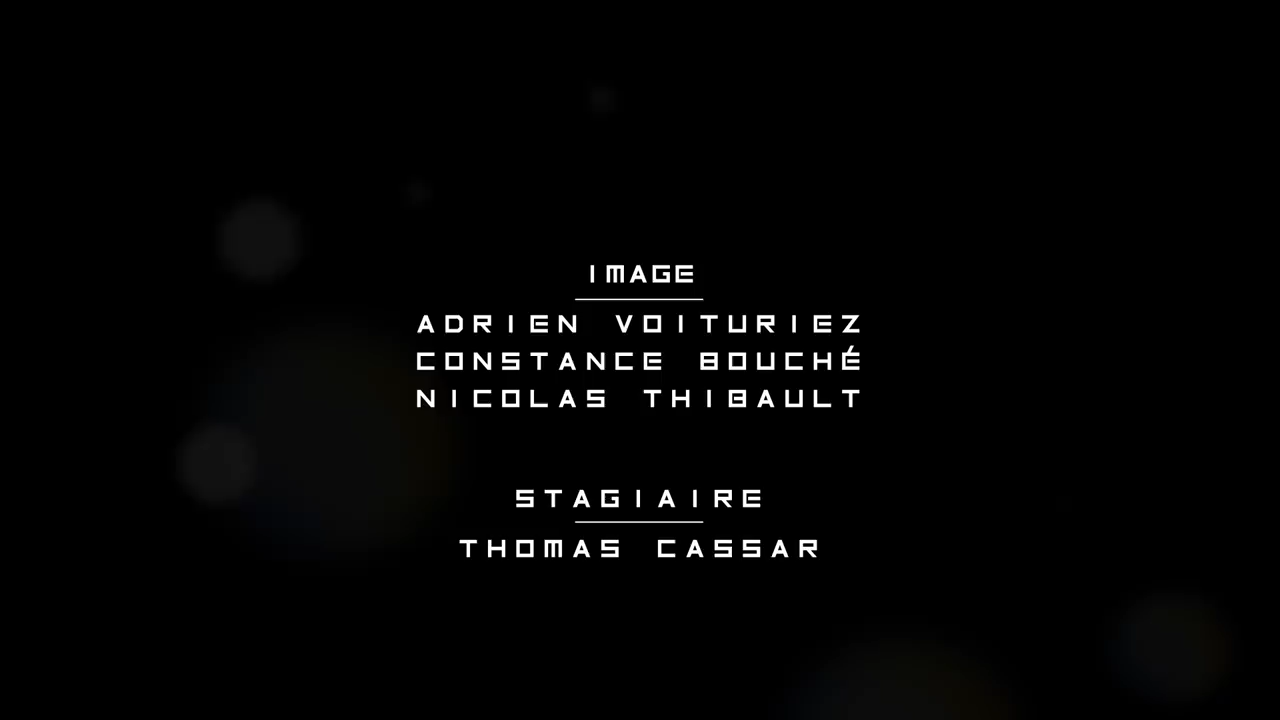 IMAGE
ADRIEN VOITURIEZ
CONSTANCE BOUCHÉ
NICOLAS THIBAULT
STAGIAIRE
THOMAS CASSAR